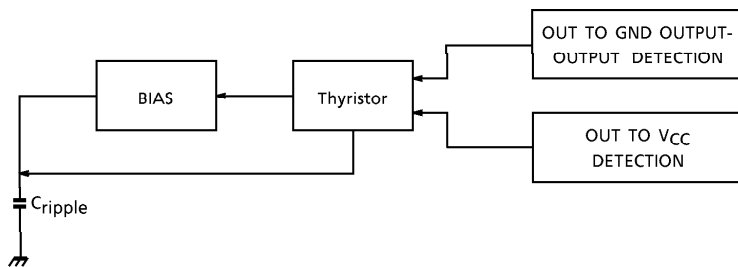 OUT TO GND OUTPUT-
OUTPUT DETECTION
BIAS
Thyristor
OUT TO VCC
DETECTION
Cripple